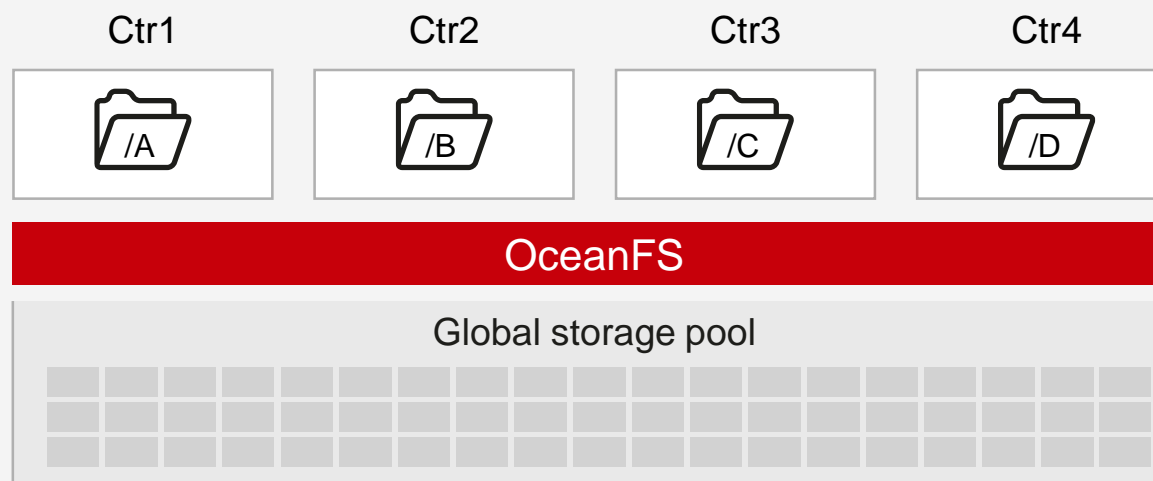 Ctr1 Ctr2 Ctr3 Ctr4
/A /B /C /D
OceanFS
Global storage pool